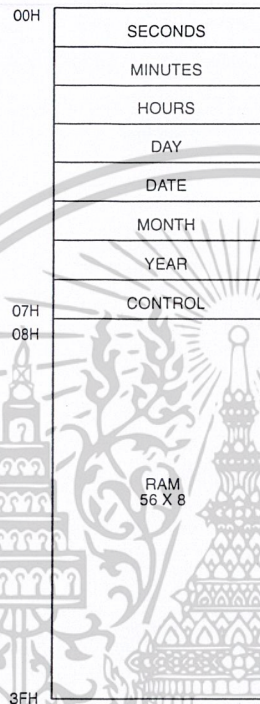 00H
SECONDS
MINUTES
HOURS
DAY
DATE
MONTH
YEAR
CONTROL
07H
08H
RAM
56 X 8
3FH